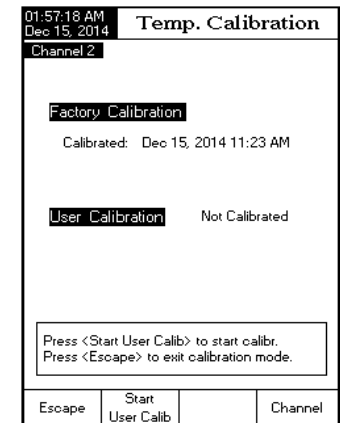 01:57:18 AM
Dec 15, 2014
Temp. Calibration
Channel 2
Factory Calibration
Calibrated: Dec 15, 2014 11:23 AM
User Calibration Not Calibrated
Press <Start User Calib> to start calibr.
Press <Escape> to exit calibration mode.
Escape
Start
User Calib
Channel